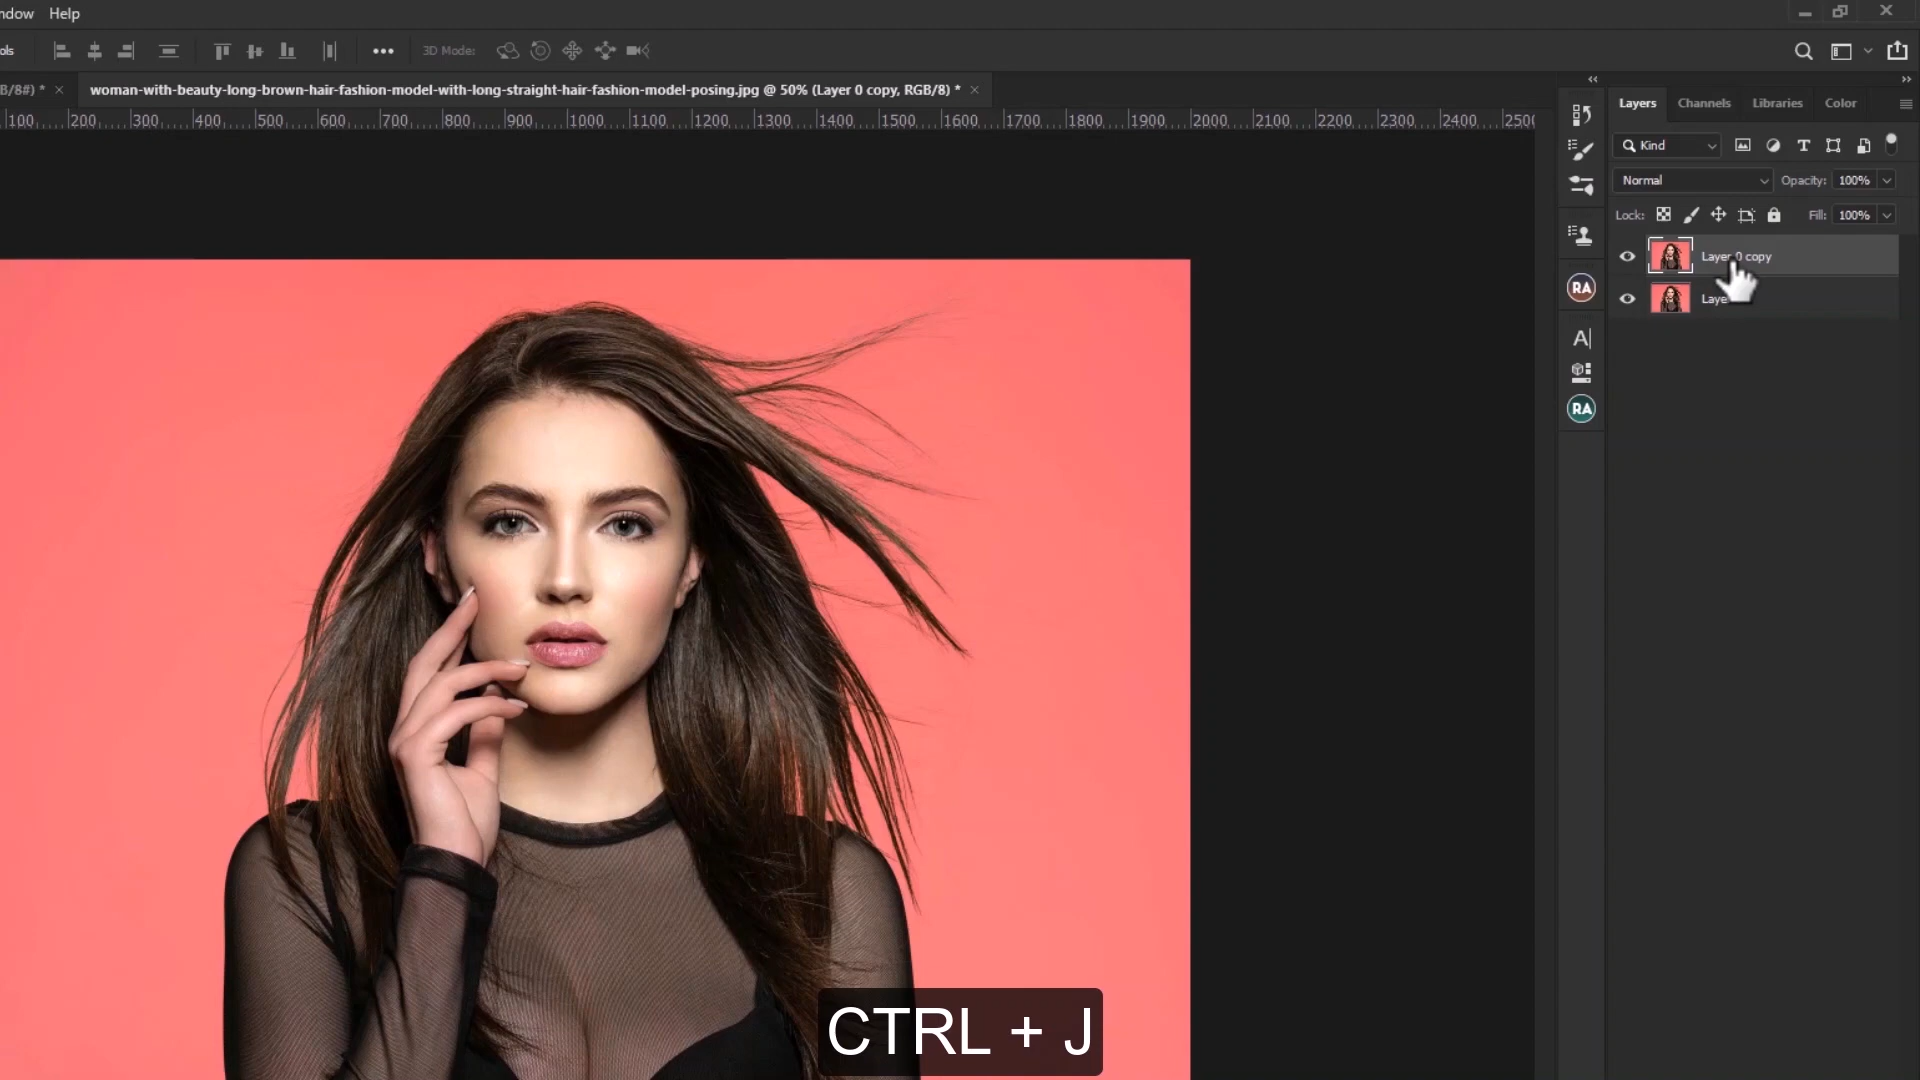 ndow Help
ols 3D Mode:
B/8#) * × woman-with-beauty-long-brown-hair-fashion-model-with-long-straight-hair-fashion-model-posing.jpg @ 50% (Layer 0 copy, RGB/8) * ×
100 200 300 400 500 600 700 800 900 1000 1100 1200 1300 1400 1500 1600 1700 1800 1900 2000 2100 2200 2300 2400 250
Layers Channels Libraries Color
Kind
Normal Opacity: 100%
Lock: Fill: 100%
Layer 0 copy
Laye
RA
A|
RA
CTRL + J